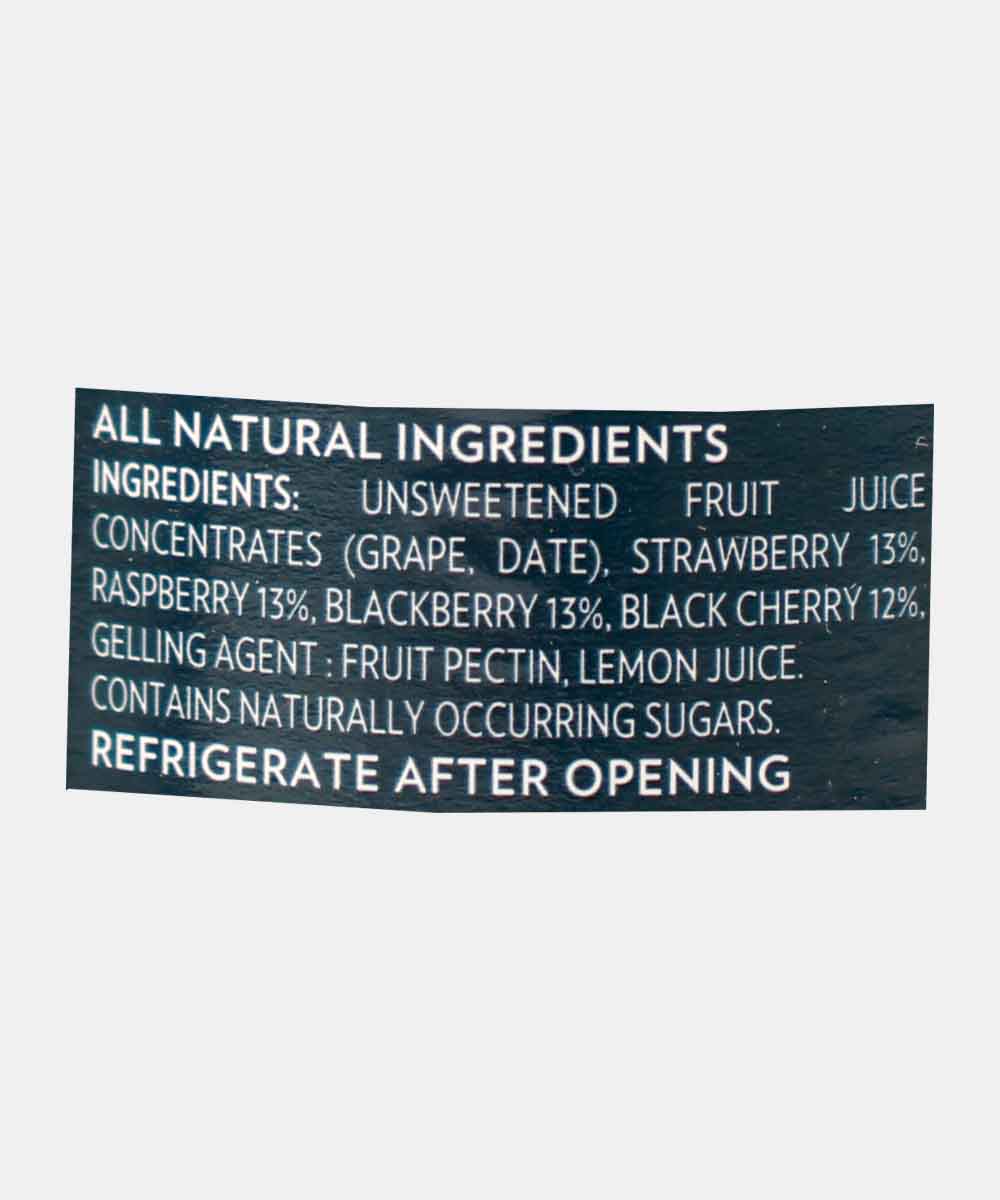 ALL NATURAL INGREDIENTS
INGREDIENTS: UNSWEETENED FRUIT JUICE
CONCENTRATES (GRAPE, DATE), STRAWBERRY 13%,
RASPBERRY 13%, BLACKBERRY 13%, BLACK CHERRY 12%,
GELLING AGENT : FRUIT PECTIN, LEMON JUICE.
CONTAINS NATURALLY OCCURRING SUGARS.
REFRIGERATE AFTER OPENING